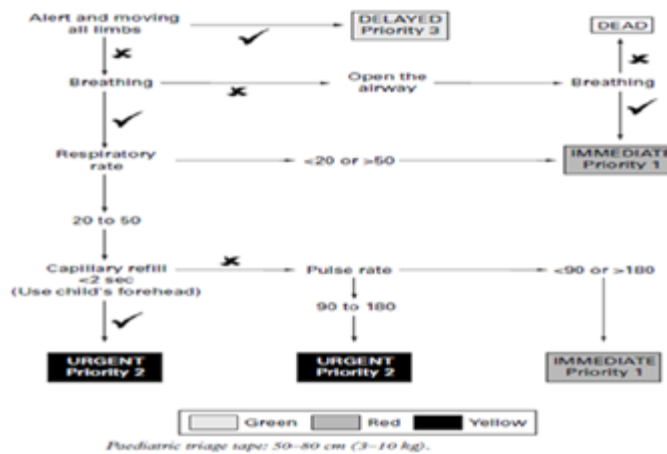 Alert and moving
all limbs
DELAYED
Priority 3
DEAD
Breathing
Open the
airway
Breathing
Respiratory
rate
<20 or >50
IMMEDIATE
Priority 1
20 to 50
Capillary refill
<2 sec
(Use child's forehead)
Pulse rate
<90 or >180
90 to 180
URGENT
Priority 2
URGENT
Priority 2
IMMEDIATE
Priority 1
Green
Red
Yellow
Paediatric triage tape: 50–80 cm (3–10 kg).